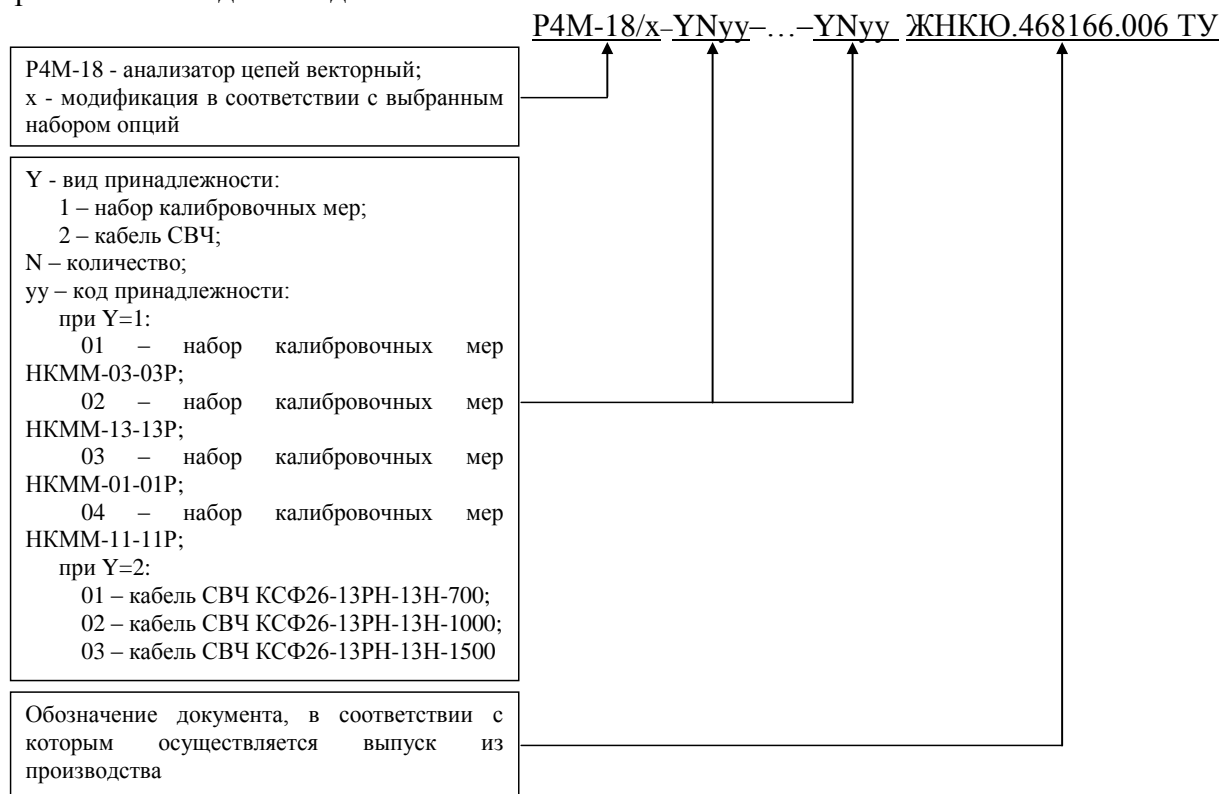 Р4М-18/х–YNyy–…–YNyy ЖНКЮ.468166.006 ТУ
Р4М-18 - анализатор цепей векторный;
х - модификация в соответствии с выбранным
набором опций
Y - вид принадлежности:
1 – набор калибровочных мер;
2 – кабель СВЧ;
N – количество;
yy – код принадлежности:
при Y=1:
01 – набор калибровочных мер
НКММ-03-03Р;
02 – набор калибровочных мер
НКММ-13-13Р;
03 – набор калибровочных мер
НКММ-01-01Р;
04 – набор калибровочных мер
НКММ-11-11Р;
при Y=2:
01 – кабель СВЧ КСФ26-13РН-13Н-700;
02 – кабель СВЧ КСФ26-13РН-13Н-1000;
03 – кабель СВЧ КСФ26-13РН-13Н-1500
Обозначение документа, в соответствии с
которым осуществляется выпуск из
производства